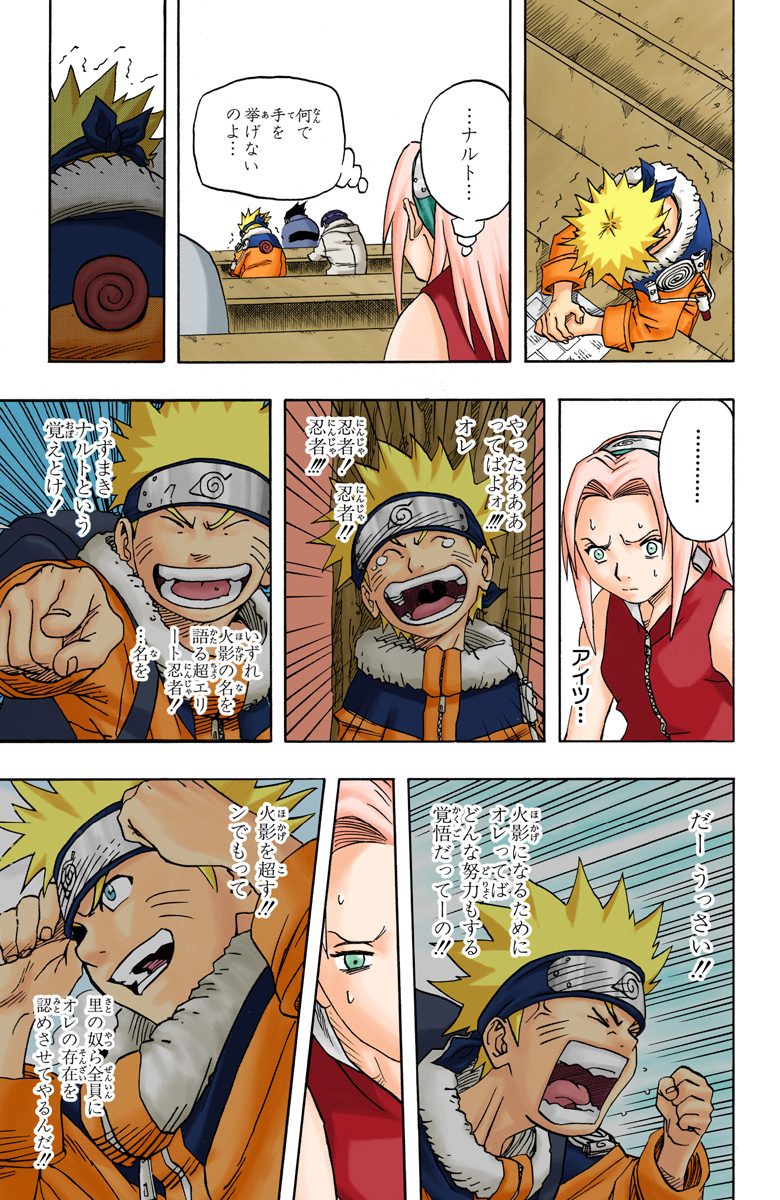 …ナルト…
何で
手を
挙げない
のよ…
…………
アイツ…
やったあああ
ってばよォ!!!
オレ
忍者!
忍者!!!
忍者!!
いずれ
火影の名を
語る超エリ
ート忍者!
…名を
うずまき
ナルトという
覚えとけ!
だーうっさい!!
火影になるために
オレってば
どんな努力もする
覚悟だってーの!!
火影を超す!!
ンでもって
里の奴ら全員に
オレの存在を
認めさせてやるんだ!!